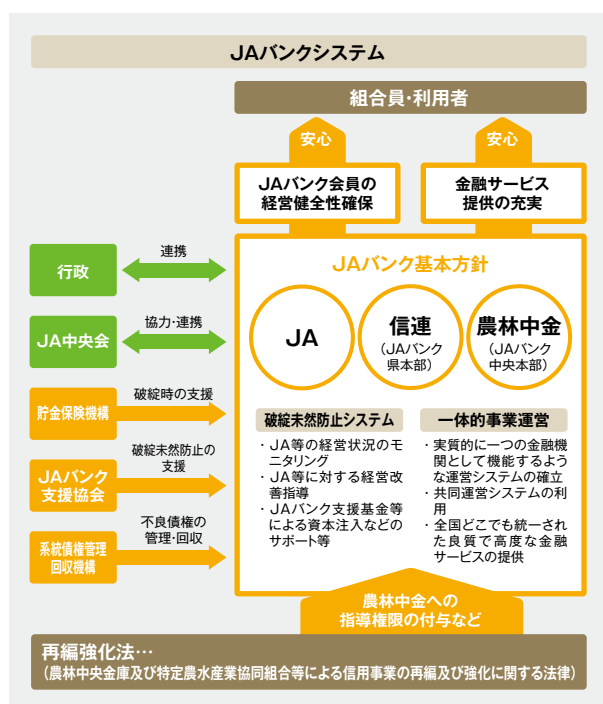 JAバンクシステム
組合員・利用者
安心
安心
JAバンク会員の
経営健全性確保
金融サービス
提供の充実
JAバンク基本方針
行政
連携
JA中央会
協力・連携
貯金保険機構
破綻時の支援
JAバンク
支援協会
破綻未然防止の
支援
系統債権管理
回収機構
不良債権の
管理・回収
JA
信連
（JAバンク
県本部）
農林中金
（JAバンク
中央本部）
破綻未然防止システム
・JA等の経営状況のモ
ニタリング
・JA等に対する経営改
善指導
・JAバンク支援基金等
による資本注入などの
サポート等
一体的事業運営
・実質的に一つの金融機
関として機能するよう
な運営システムの確立
・共同運営システムの利
用
・全国どこでも統一され
た良質で高度な金融
サービスの提供
農林中金への
指導権限の付与など
再編強化法…
（農林中央金庫及び特定農水産業協同組合等による信用事業の再編及び強化に関する法律）